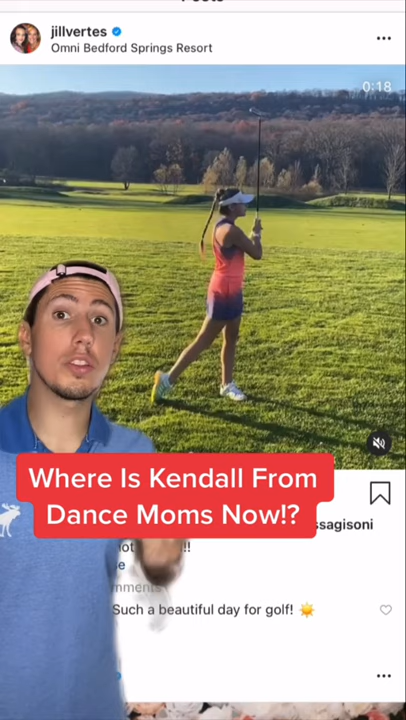 jillvertes
Omni Bedford Springs Resort
0:18
Where Is Kendall From
Dance Moms Now!?
Such a beautiful day for golf! ☀️